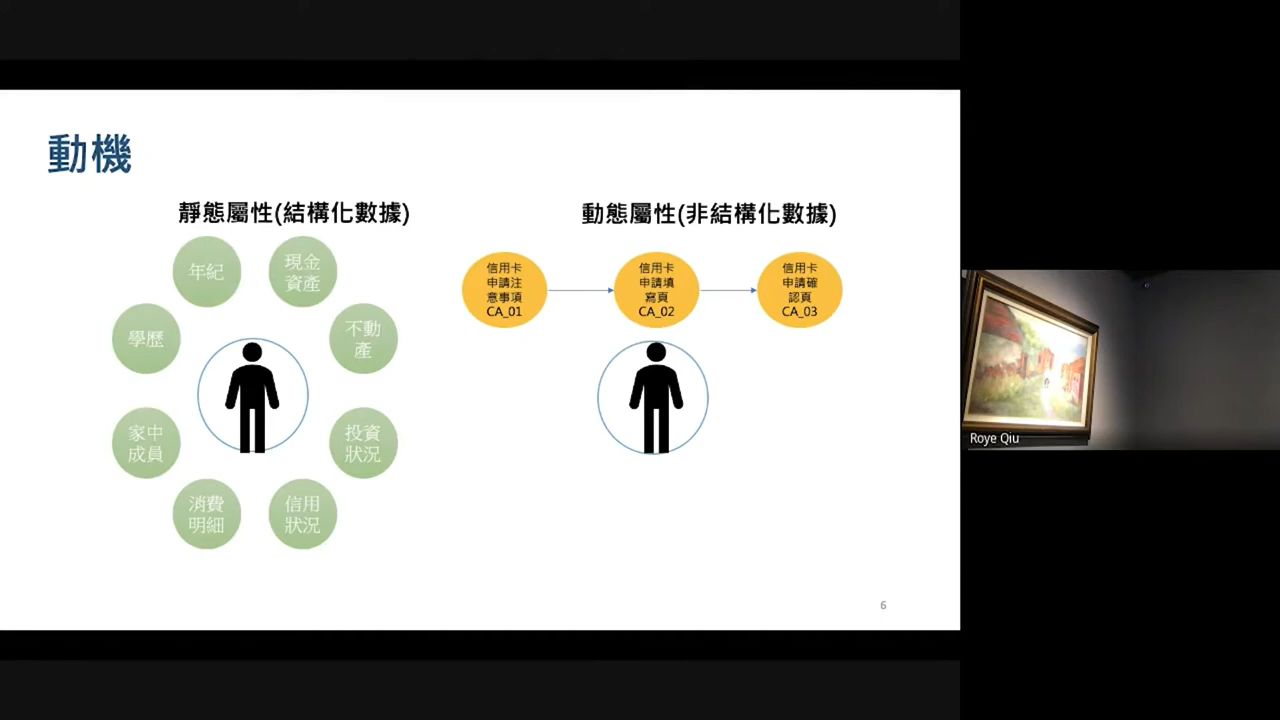 動機
靜態屬性(結構化數據)
年紀
現金
資產
學歷
不動
產
家中
成員
投資
狀況
消費
明細
信用
狀況
動態屬性(非結構化數據)
信用卡
申請注
意事項
CA_01
信用卡
申請填
寫頁
CA_02
信用卡
申請確
認頁
CA_03
6
Roye Qiu